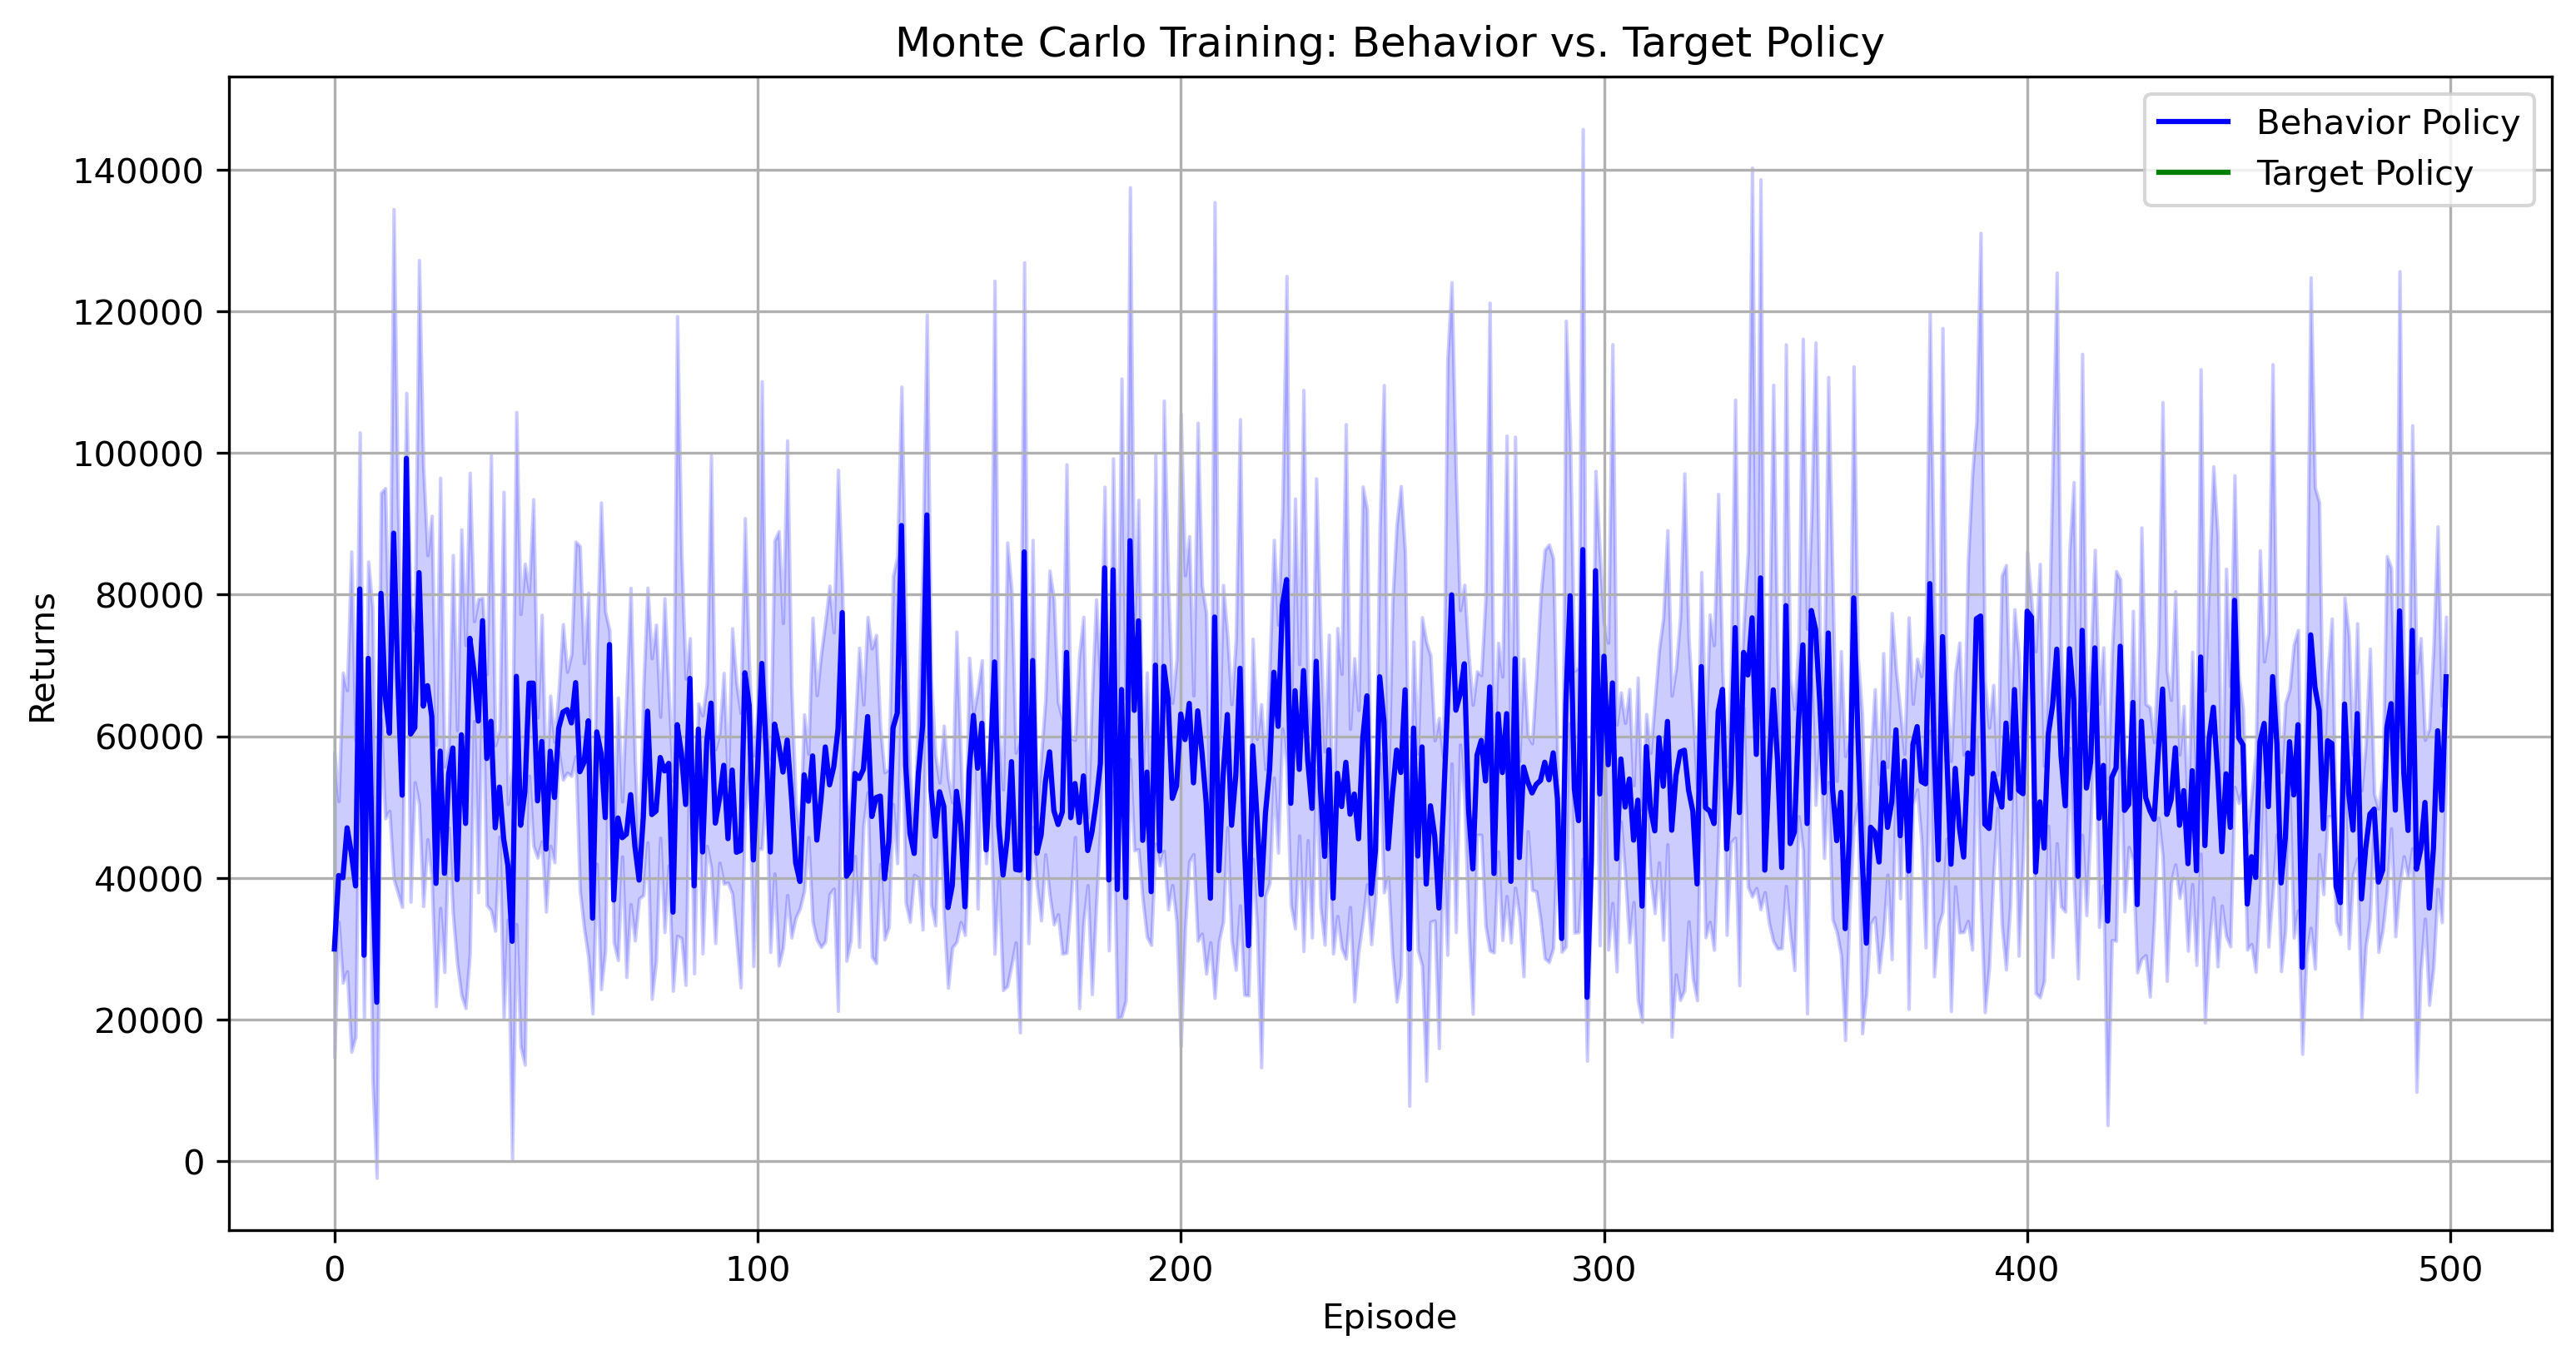 Monte Carlo Training: Behavior vs. Target Policy
Behavior Policy
Target Policy
Returns
140000
120000
100000
80000
60000
40000
20000
0
0 100 200 300 400 500
Episode